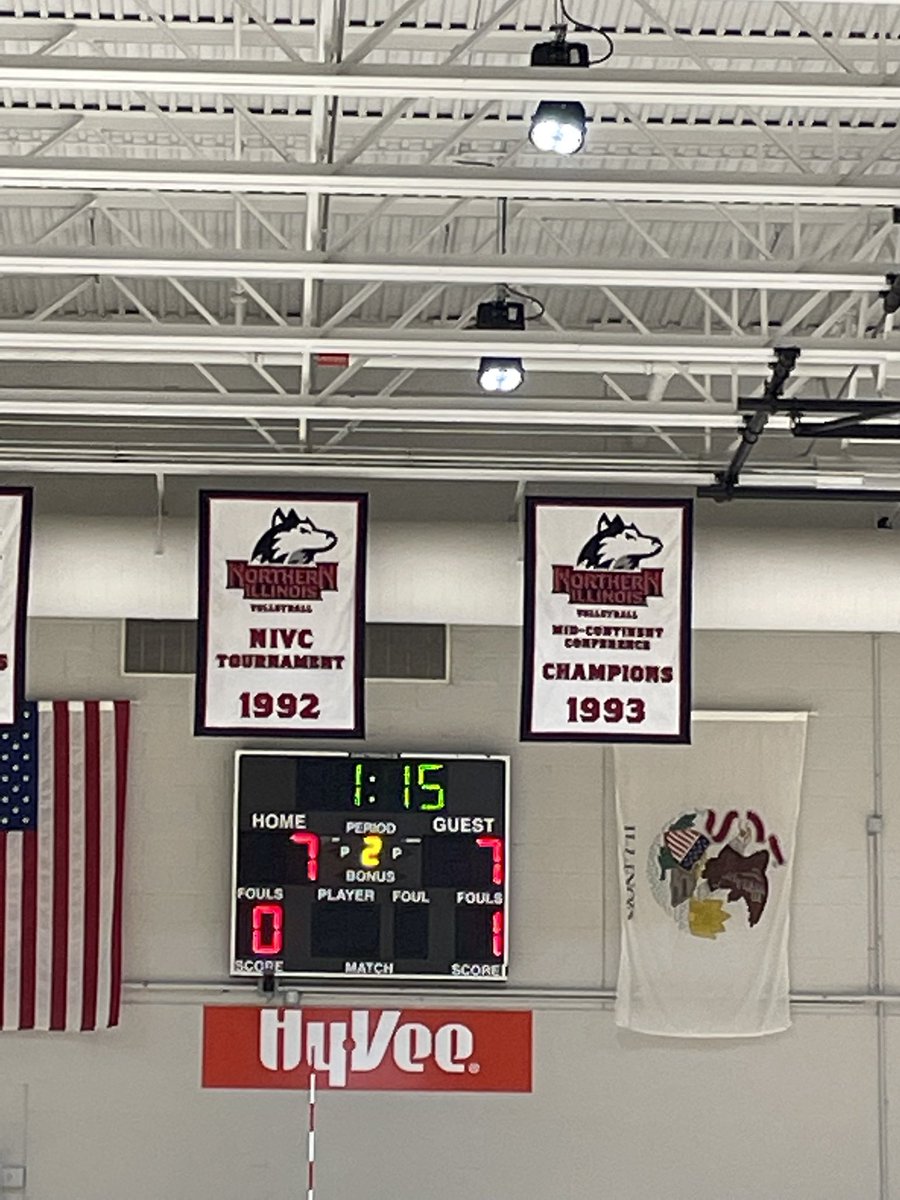 NORTHERN
ILLINOIS
VOLLEYBALL
NIVC
TOURNAMENT
1992
NORTHERN
ILLINOIS
VOLLEYBALL
MID-CONTINENT
CONFERENCE
CHAMPIONS
1993
S
1:15
HOME PERIOD GUEST
7 P 2 P 7
BONUS
FOULS PLAYER FOUL FOULS
0 1
SCORE MATCH SCORE
ILLINOIS
HyVee®